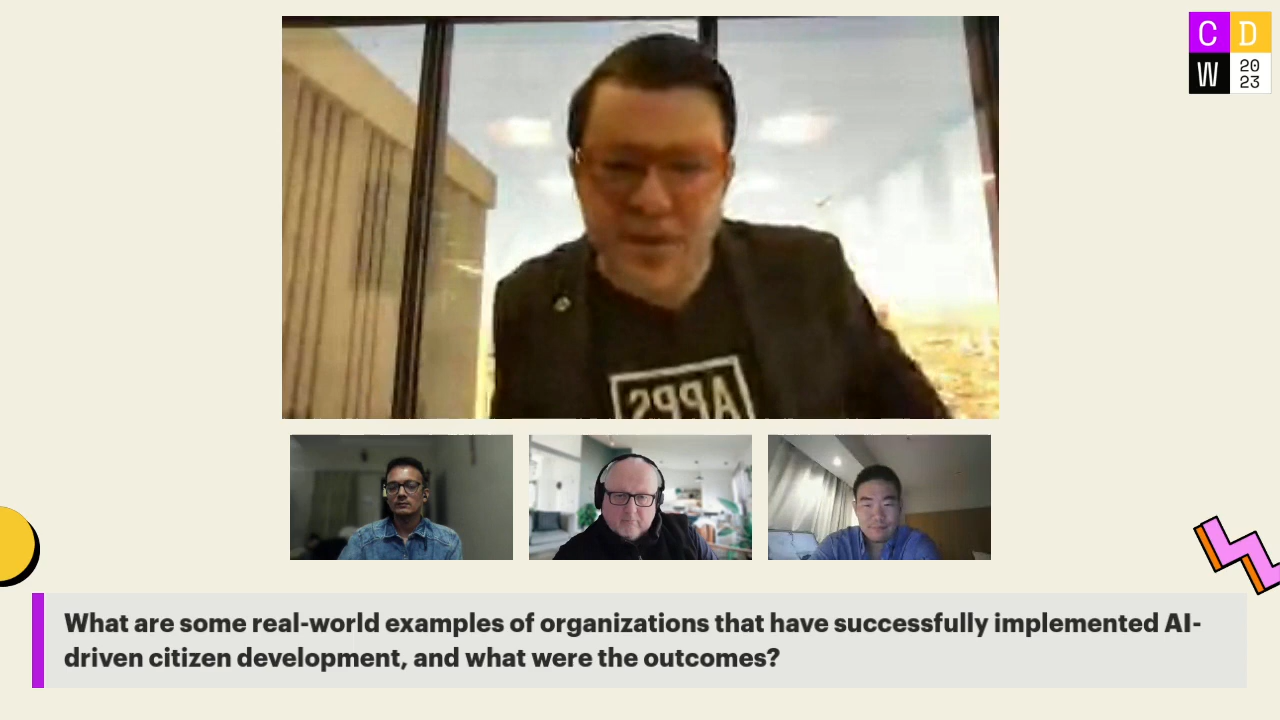 C D
W 20
23
APPS
What are some real-world examples of organizations that have successfully implemented AI-
driven citizen development, and what were the outcomes?